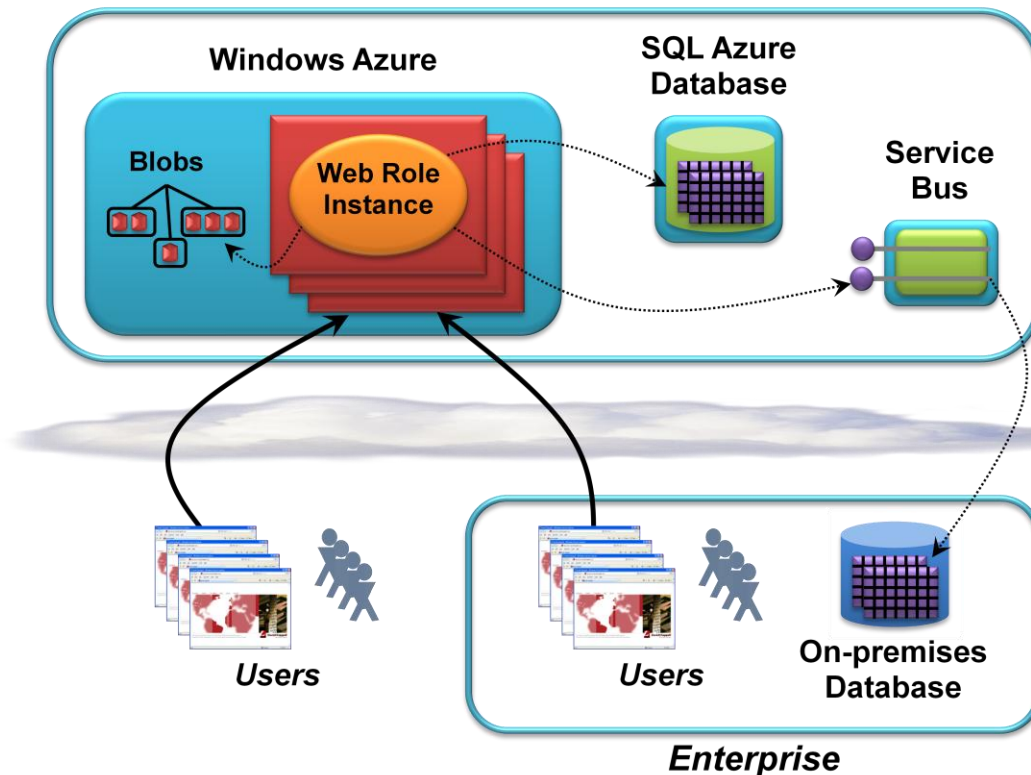 Windows Azure
SQL Azure
Database
Blobs
Web Role
Instance
Service
Bus
Users
Users
On-premises
Database
Enterprise